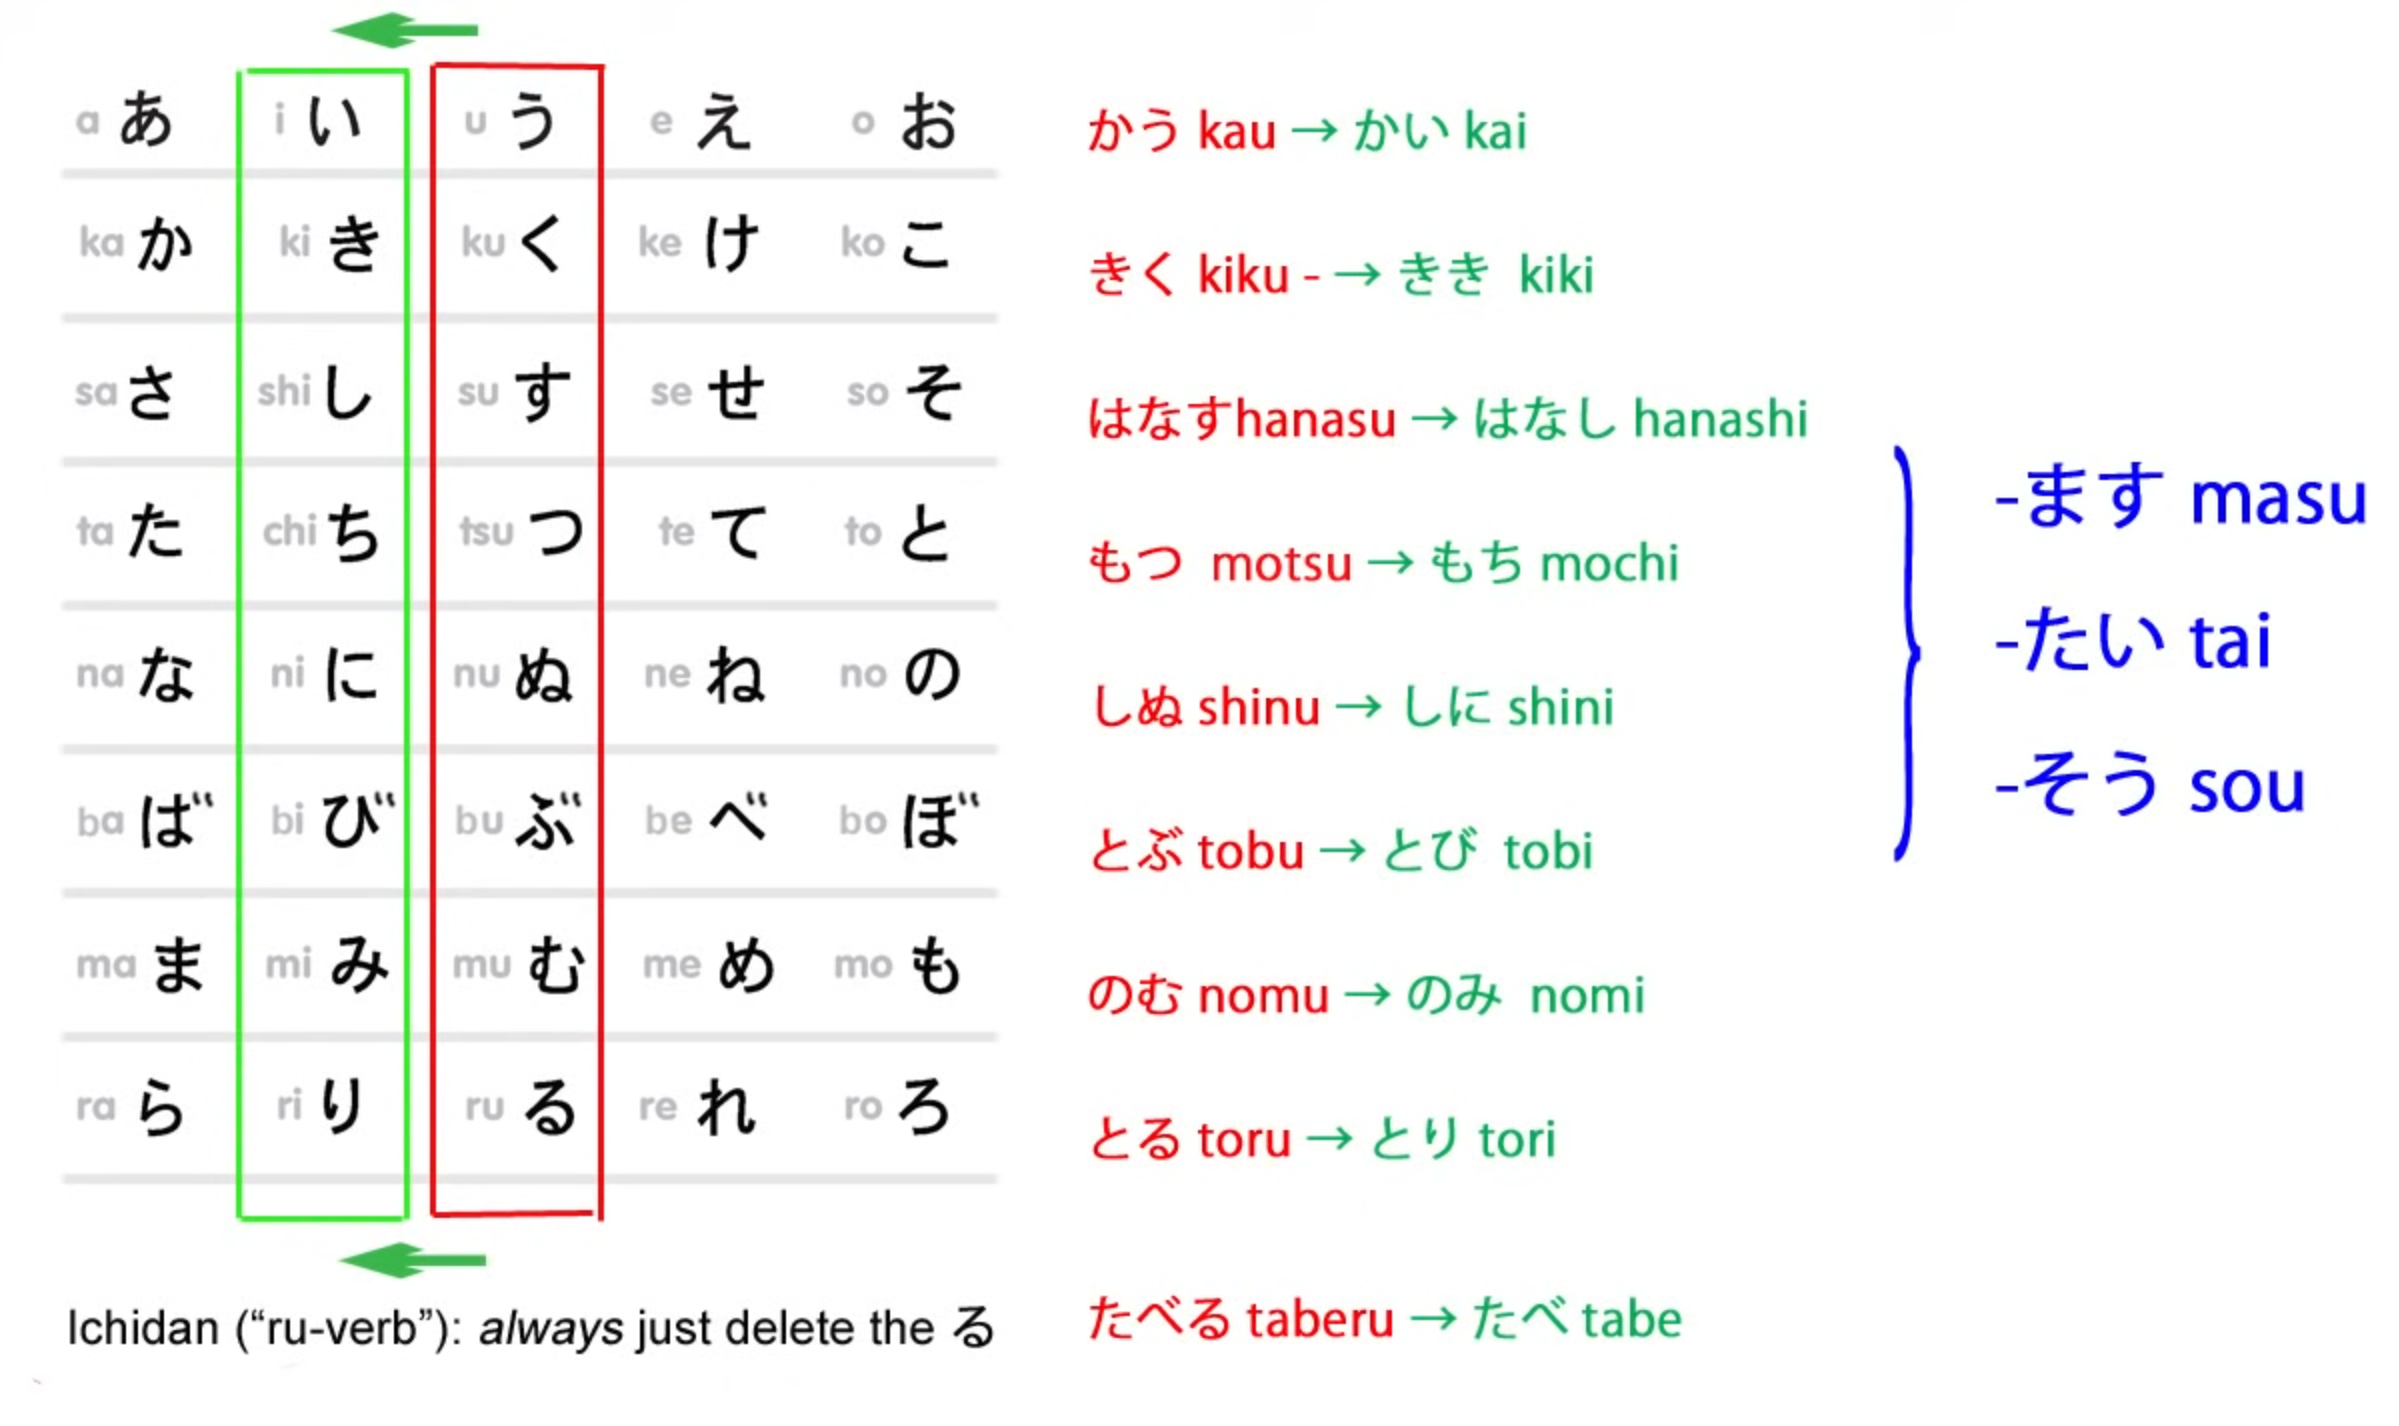 a あ i い u う e え o お
かう kau → かい kai
ka か ki き ku く ke け ko こ
きく kiku - → きき kiki
sa さ shi し su す se せ so そ
はなすhanasu → はなし hanashi
-ます masu
ta た chi ち tsu つ te て to と
もつ motsu → もち mochi
-たい tai
na な ni に nu ぬ ne ね no の
しぬ shinu → しに shini
-そう sou
ba ば bi び bu ぶ be べ bo ぼ
とぶ tobu → とび tobi
ma ま mi み mu む me め mo も
のむ nomu → のみ nomi
ra ら ri り ru る re れ ro ろ
とる toru → とり tori
Ichidan (“ru-verb”): always just delete the る
たべる taberu → たべ tabe